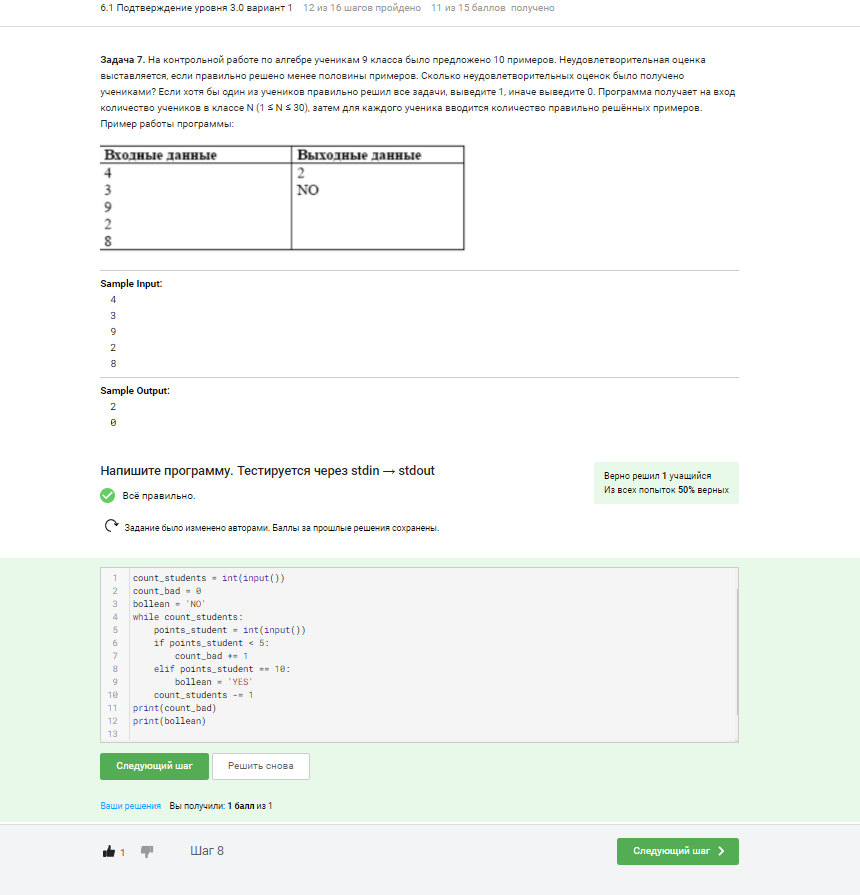 6.1 Подтверждение уровня 3.0 вариант 1 12 из 16 шагов пройдено 11 из 15 баллов получено
Задача 7. На контрольной работе по алгебре ученикам 9 класса было предложено 10 примеров. Неудовлетворительная оценка
выставляется, если правильно решено менее половины примеров. Сколько неудовлетворительных оценок было получено
учениками? Если хотя бы один из учеников правильно решил все задачи, выведите 1, иначе выведите 0. Программа получает на вход
количество учеников в классе N (1 ≤ N ≤ 30), затем для каждого ученика вводится количество правильно решённых примеров.
Пример работы программы:
Входные данные Выходные данные
4 2
3 NO
9
2
8
Sample Input:
4
3
9
2
8
Sample Output:
2
0
Напишите программу. Тестируется через stdin → stdout
Верно решил 1 учащийся
Из всех попыток 50% верных
Всё правильно.
Задание было изменено авторами. Баллы за прошлые решения сохранены.
1 count_students = int(input())
2 count_bad = 0
3 bollean = 'NO'
4 while count_students:
5 points_student = int(input())
6 if points_student < 5:
7 count_bad += 1
8 elif points_student == 10:
9 bollean = 'YES'
10 count_students -= 1
11 print(count_bad)
12 print(bollean)
13
Следующий шаг Решить снова
Ваши решения Вы получили: 1 балл из 1
1 Шаг 8 Следующий шаг